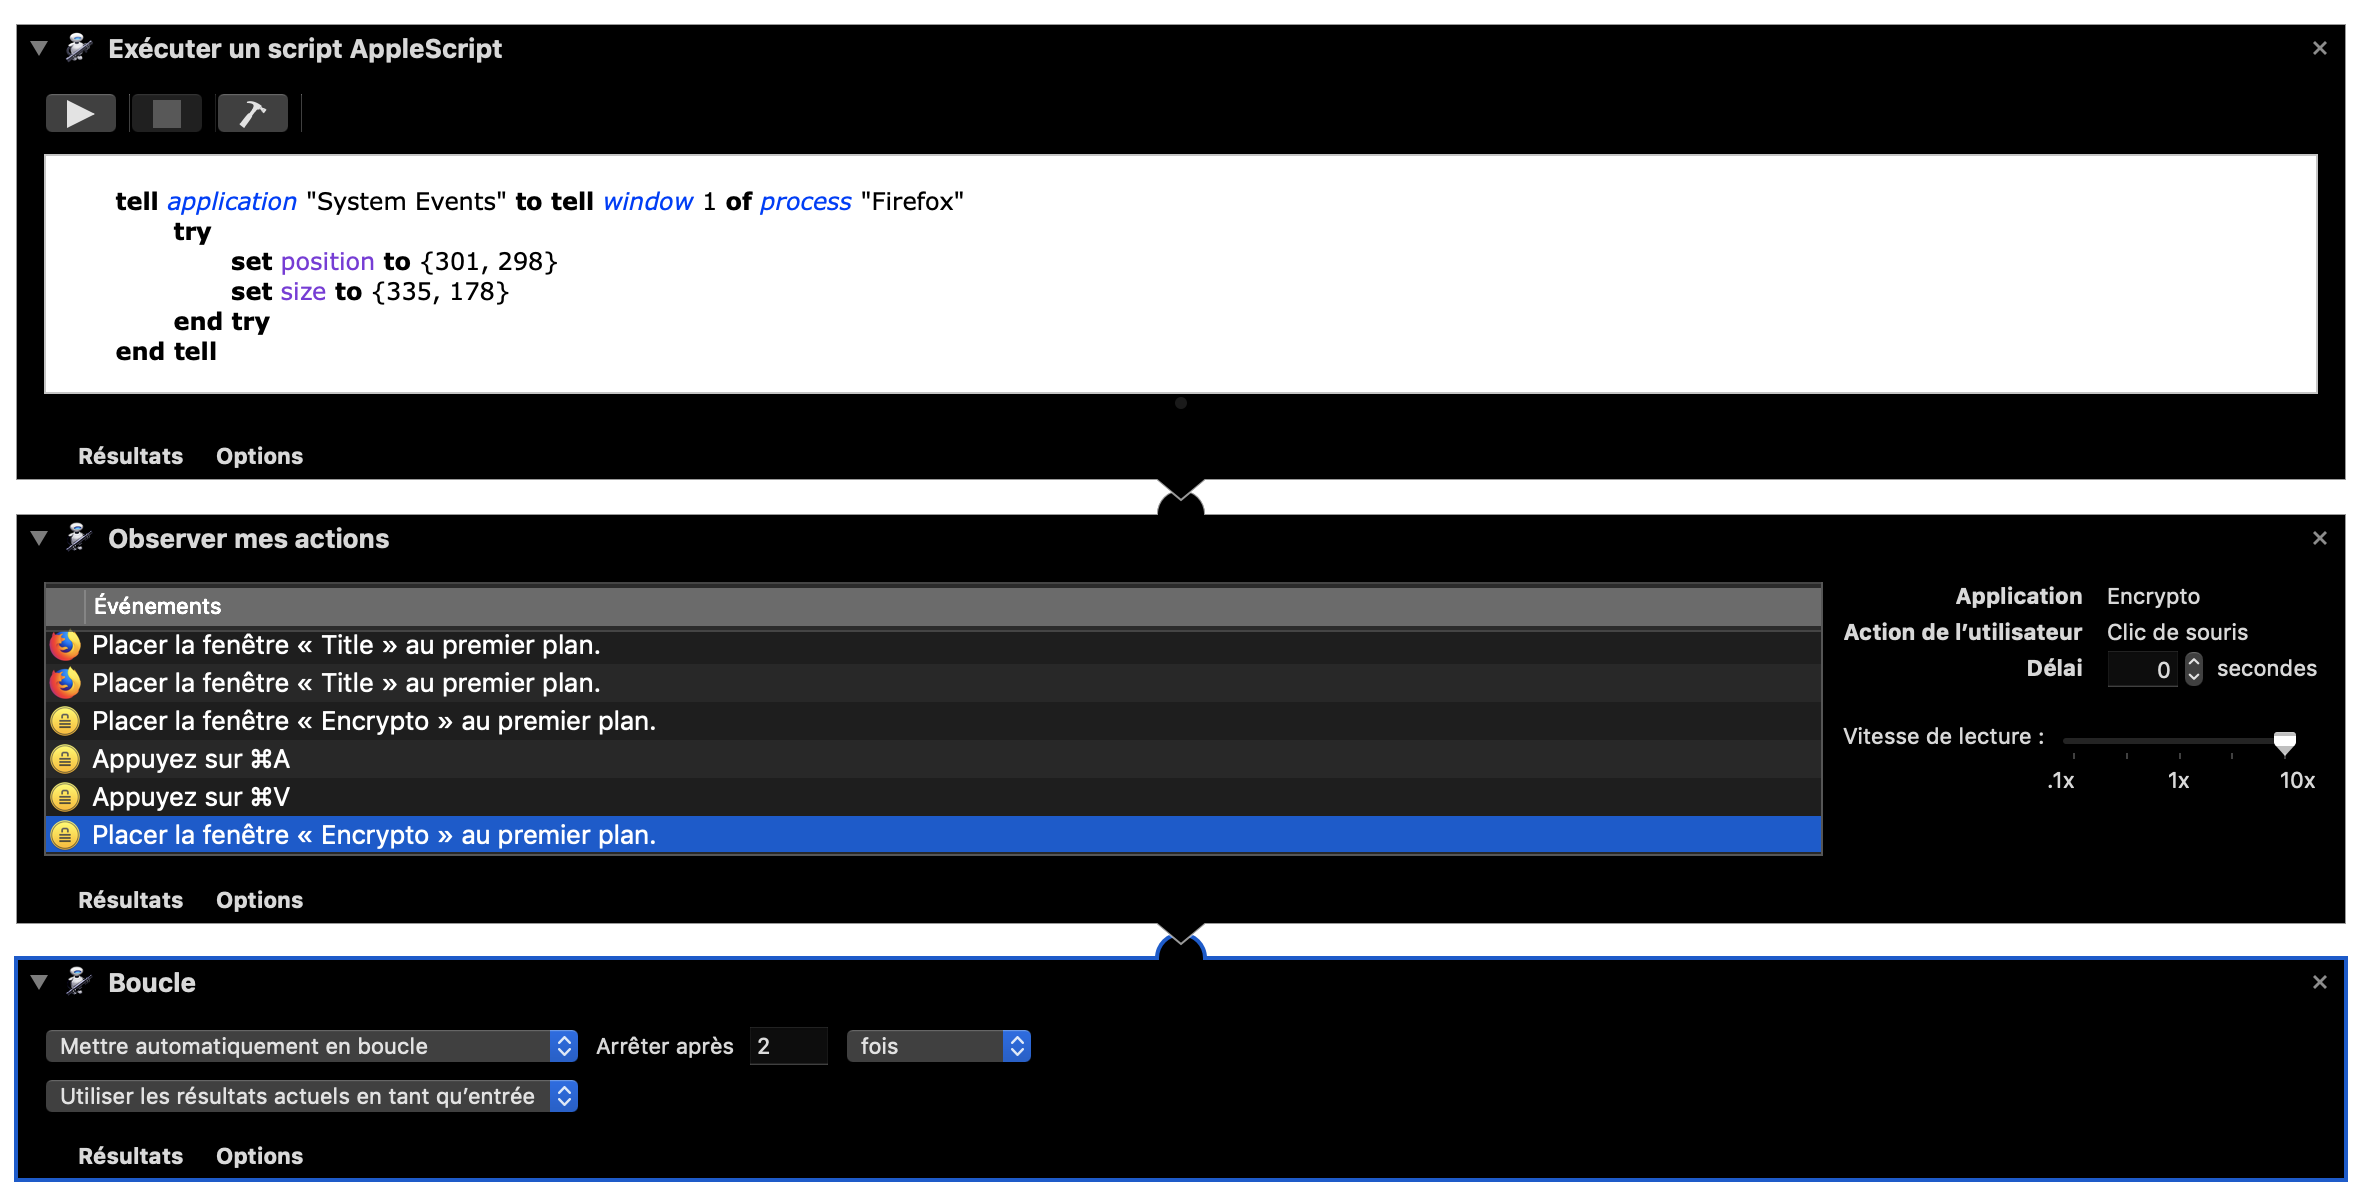 Exécuter un script AppleScript
tell application "System Events" to tell window 1 of process "Firefox"
try
set position to {301, 298}
set size to {335, 178}
end try
end tell
Résultats Options
Observer mes actions
Événements
Placer la fenêtre « Title » au premier plan.
Placer la fenêtre « Title » au premier plan.
Placer la fenêtre « Encrypto » au premier plan.
Appuyez sur ⌘A
Appuyez sur ⌘V
Placer la fenêtre « Encrypto » au premier plan.
Application Encrypto
Action de l’utilisateur Clic de souris
Délai 0 secondes
Vitesse de lecture :
.1x 1x 10x
Résultats Options
Boucle
Mettre automatiquement en boucle Arrêter après 2 fois
Utiliser les résultats actuels en tant qu’entrée
Résultats Options